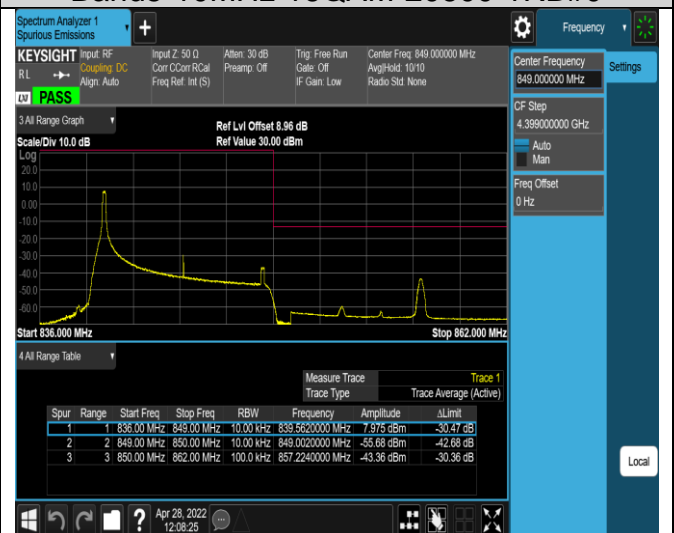 Spectrum Analyzer 1
Spurious Emissions
+
Frequency
KEYSIGHT
RL
LXI
PASS
Input: RF
Coupling: DC
Align: Auto
Input Z: 50 Ω
Corr CCorr RCal
Freq Ref: Int (S)
Atten: 30 dB
Preamp: Off
Trig: Free Run
Gate: Off
IF Gain: Low
Center Freq: 849.000000 MHz
Avg|Hold: 10/10
Radio Std: None
Center Frequency
849.000000 MHz
Settings
CF Step
4.399000000 GHz
Auto
Man
Freq Offset
0 Hz
3 All Range Graph
Scale/Div 10.0 dB
Ref Lvl Offset 8.96 dB
Ref Value 30.00 dBm
Log
20.0
10.0
0.00
-10.0
-20.0
-30.0
-40.0
-50.0
-60.0
Start 836.000 MHz
Stop 862.000 MHz
4 All Range Table
Measure Trace Trace 1
Trace Type Trace Average (Active)
Spur Range Start Freq Stop Freq RBW Frequency Amplitude ΔLimit
1 1 836.00 MHz 849.00 MHz 10.00 kHz 839.5620000 MHz 7.975 dBm -30.47 dB
2 2 849.00 MHz 850.00 MHz 10.00 kHz 849.0020000 MHz -55.68 dBm -42.68 dB
3 3 850.00 MHz 862.00 MHz 100.0 kHz 857.2240000 MHz -43.36 dBm -30.36 dB
Local
?
Apr 28, 2022
12:08:25